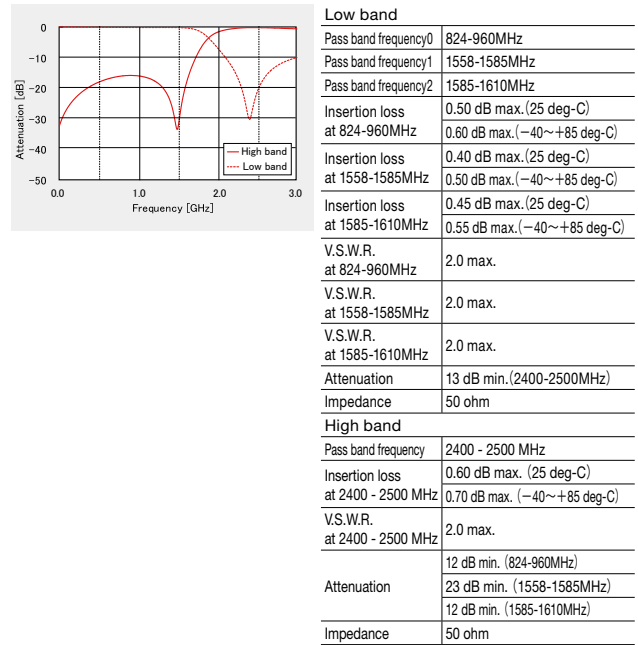 0
-10
-20
-30
-40
-50
Attenuation [dB]
High band
Low band
0.0 1.0 2.0 3.0
Frequency [GHz]
Low band
Pass band frequency0 824-960MHz
Pass band frequency1 1558-1585MHz
Pass band frequency2 1585-1610MHz
Insertion loss
at 824-960MHz
0.50 dB max.(25 deg-C)
0.60 dB max.(−40~+85 deg-C)
Insertion loss
at 1558-1585MHz
0.40 dB max.(25 deg-C)
0.50 dB max.(−40~+85 deg-C)
Insertion loss
at 1585-1610MHz
0.45 dB max.(25 deg-C)
0.55 dB max.(−40~+85 deg-C)
V.S.W.R.
at 824-960MHz
2.0 max.
V.S.W.R.
at 1558-1585MHz
2.0 max.
V.S.W.R.
at 1585-1610MHz
2.0 max.
Attenuation 13 dB min.(2400-2500MHz)
Impedance 50 ohm
High band
Pass band frequency 2400 - 2500 MHz
Insertion loss
at 2400 - 2500 MHz
0.60 dB max. (25 deg-C)
0.70 dB max. (−40~+85 deg-C)
V.S.W.R.
at 2400 - 2500 MHz
2.0 max.
Attenuation
12 dB min. (824-960MHz)
23 dB min. (1558-1585MHz)
12 dB min. (1585-1610MHz)
Impedance 50 ohm